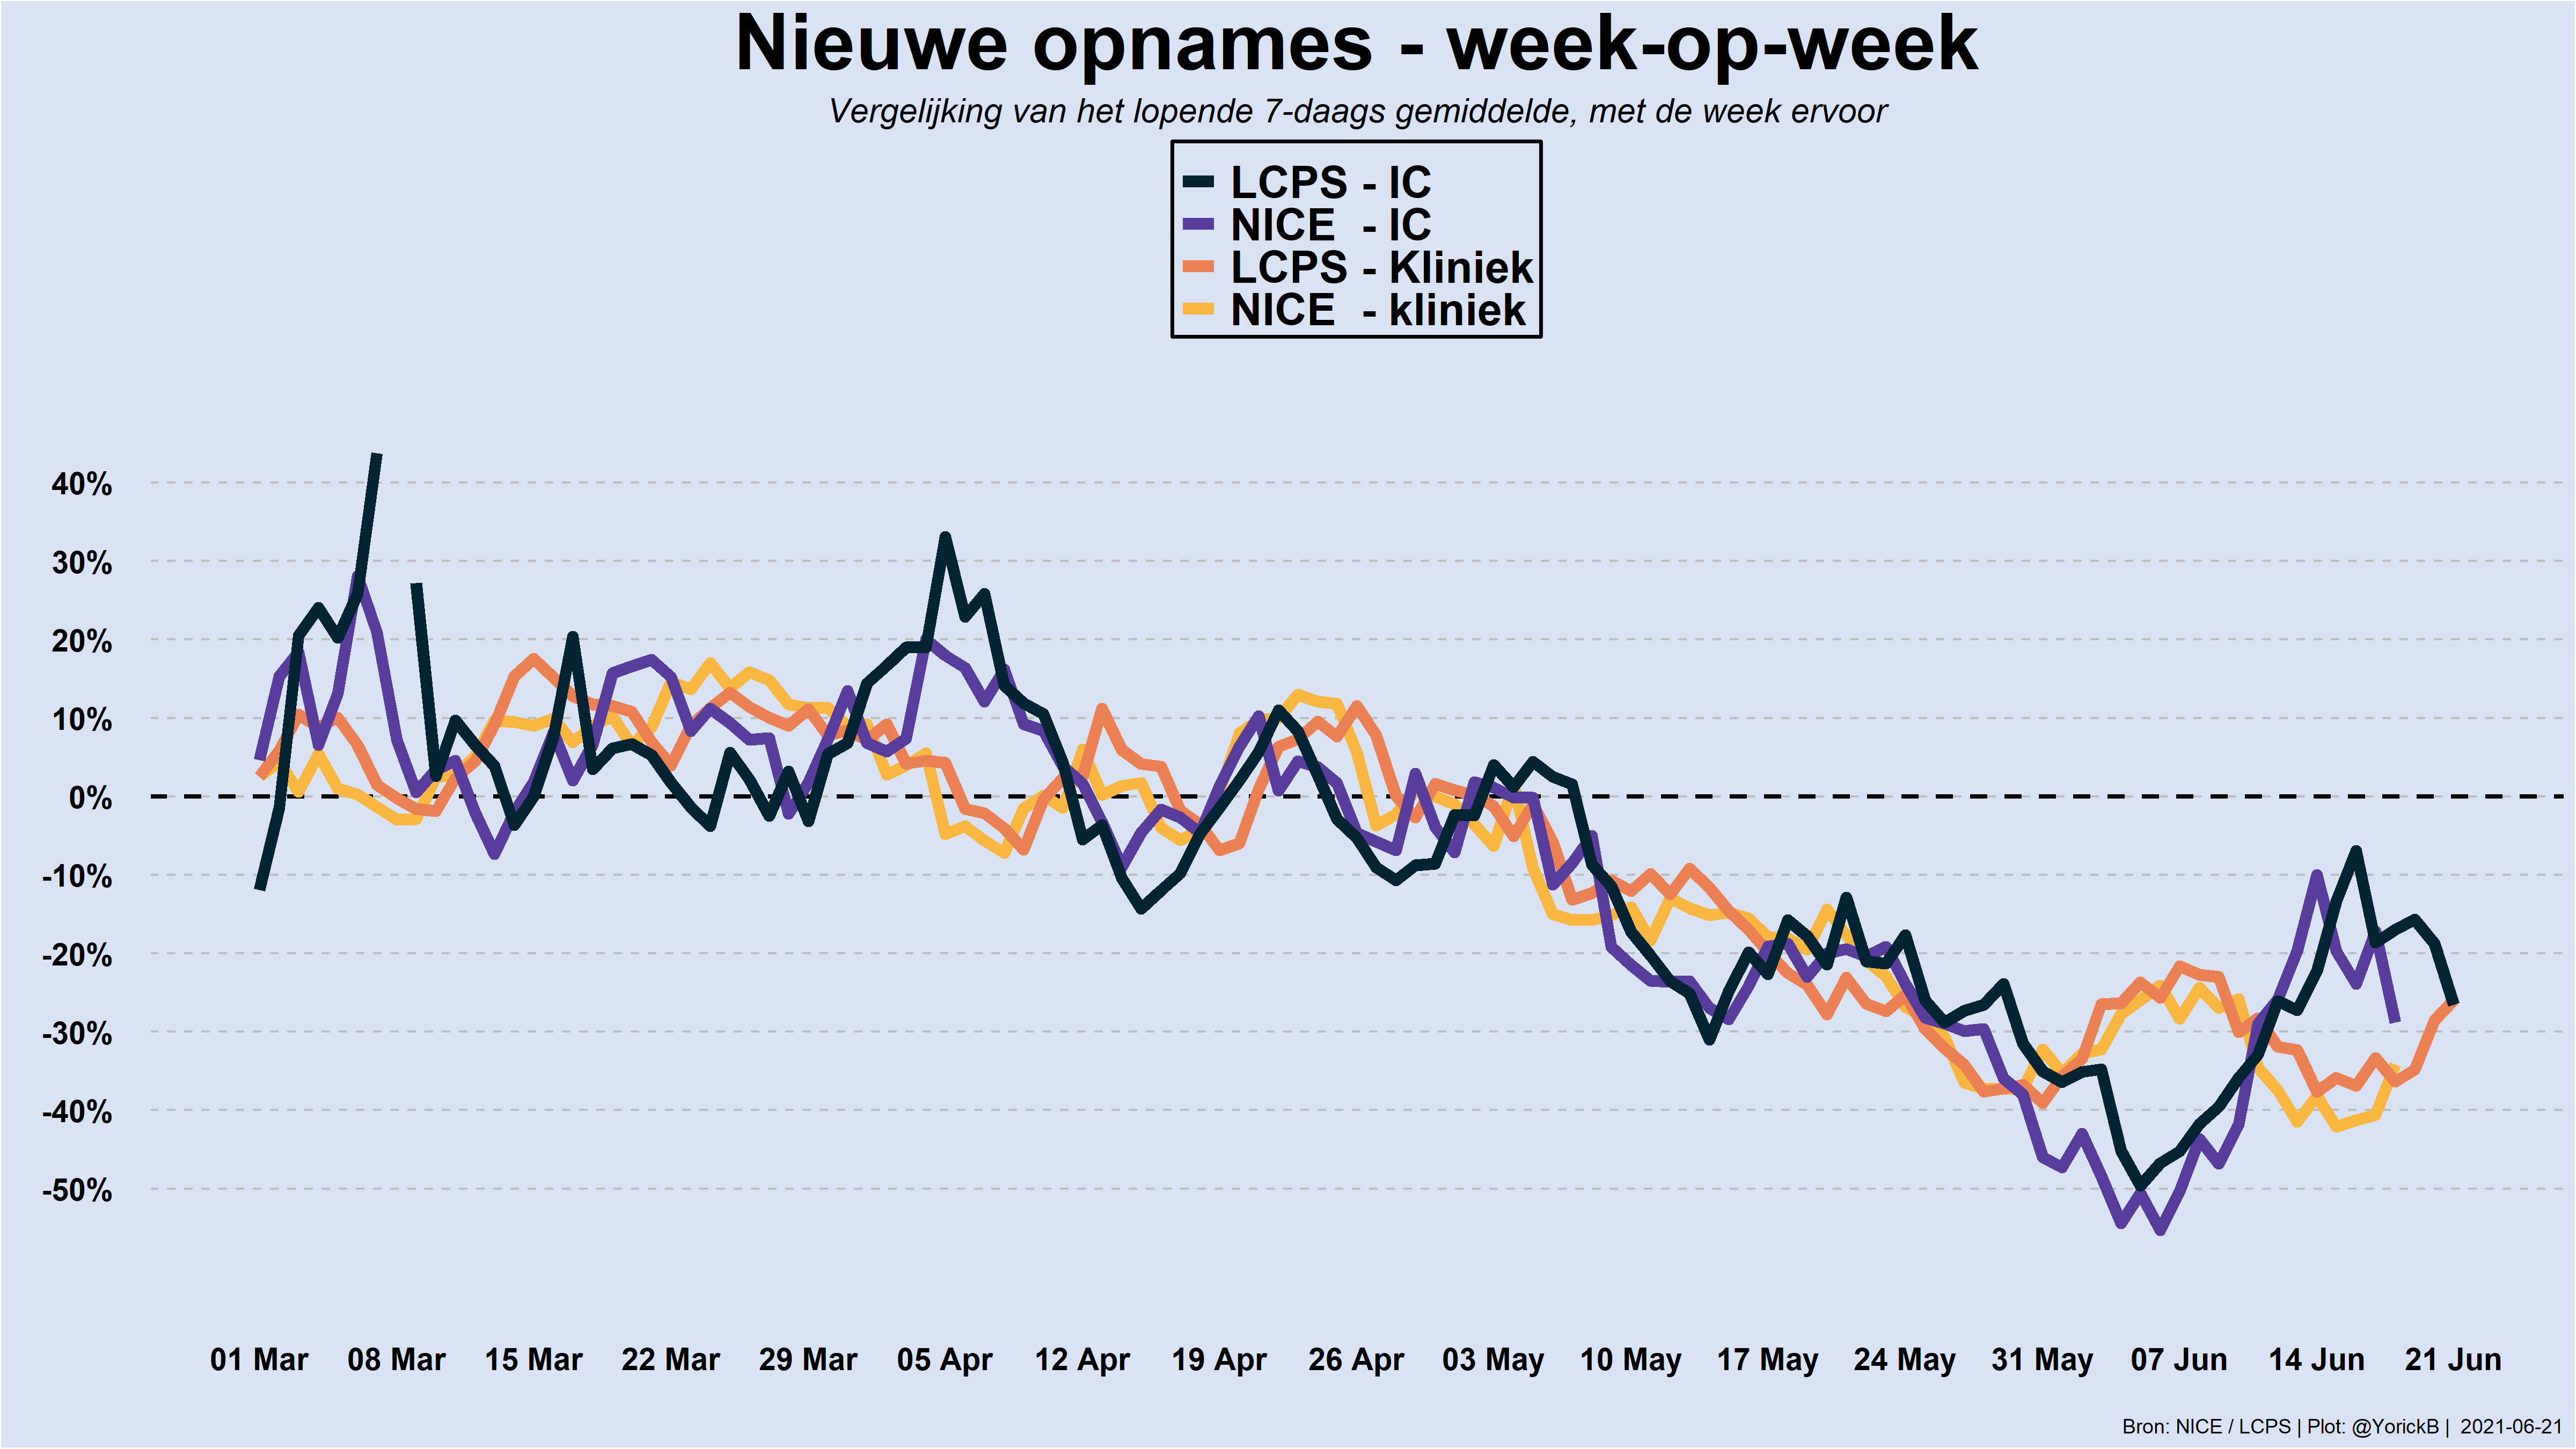 Nieuwe opnames - week-op-week
Vergelijking van het lopende 7-daags gemiddelde, met de week ervoor
LCPS - IC
NICE - IC
LCPS - Kliniek
NICE - kliniek
40%
30%
20%
10%
0%
-10%
-20%
-30%
-40%
-50%
01 Mar 08 Mar 15 Mar 22 Mar 29 Mar 05 Apr 12 Apr 19 Apr 26 Apr 03 May 10 May 17 May 24 May 31 May 07 Jun 14 Jun 21 Jun
Bron: NICE / LCPS | Plot: @YorickB | 2021-06-21